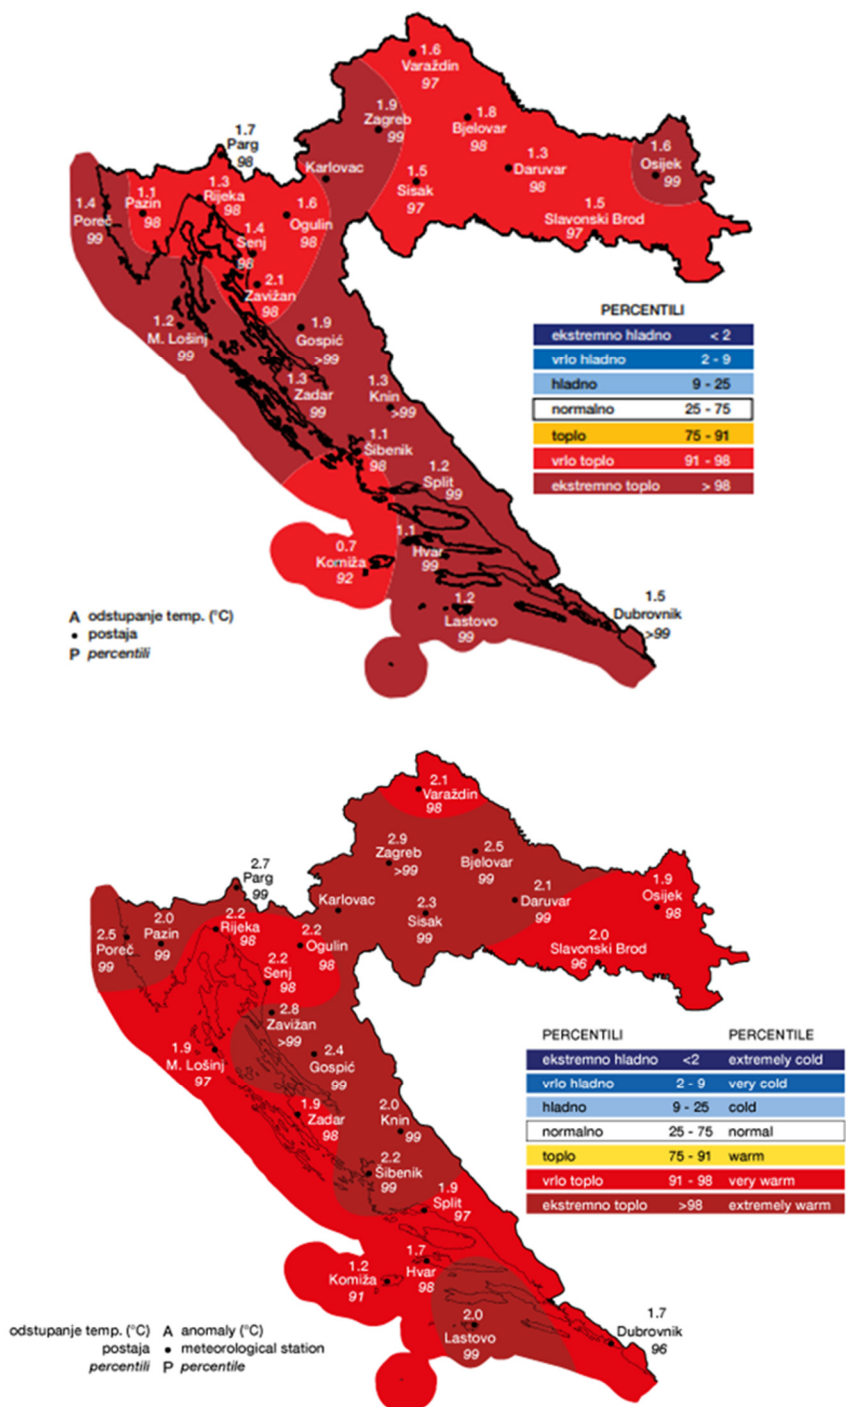 1.6
Varaždin
97
1.9
Zagreb
99
1.8
Bjelovar
98
1.7
Parg
98
1.6
Osijek
99
Karlovac
1.3
Daruvar
98
1.5
Sisak
97
1.1
Pazin
98
1.3
Rijeka
98
1.4
Poreč
99
1.6
Ogulin
98
1.5
Slavonski Brod
97
1.4
Senj
98
2.1
Zavižan
98
1.2
M. Lošinj
99
1.9
Gospić
>99
PERCENTILI
ekstremno hladno < 2
vrlo hladno 2 - 9
hladno 9 - 25
normalno 25 - 75
toplo 75 - 91
vrlo toplo 91 - 98
ekstremno toplo > 98
1.3
Zadar
99
1.3
Knin
>99
1.1
Šibenik
98
1.2
Split
99
1.1
Hvar
99
0.7
Komiža
92
1.2
Lastovo
99
1.5
Dubrovnik
>99
A odstupanje temp. (°C)
• postaja
P percentili
2.1
Varaždin
98
2.9
Zagreb
>99
2.5
Bjelovar
99
2.7
Parg
99
1.9
Osijek
98
Karlovac
2.1
Daruvar
99
2.3
Sisak
99
2.0
Pazin
99
2.2
Rijeka
98
2.5
Poreč
99
2.2
Ogulin
98
2.0
Slavonski Brod
96
2.2
Senj
98
2.8
Zavižan
>99
1.9
M. Lošinj
97
2.4
Gospić
99
PERCENTILI PERCENTILE
ekstremno hladno <2 extremely cold
vrlo hladno 2 - 9 very cold
hladno 9 - 25 cold
normalno 25 - 75 normal
toplo 75 - 91 warm
vrlo toplo 91 - 98 very warm
ekstremno toplo >98 extremely warm
1.9
Zadar
98
2.0
Knin
99
2.2
Šibenik
99
1.9
Split
97
1.7
Hvar
98
1.2
Komiža
91
2.0
Lastovo
99
1.7
Dubrovnik
96
odstupanje temp. (°C) A anomaly (°C)
postaja • meteorological station
percentili P percentile